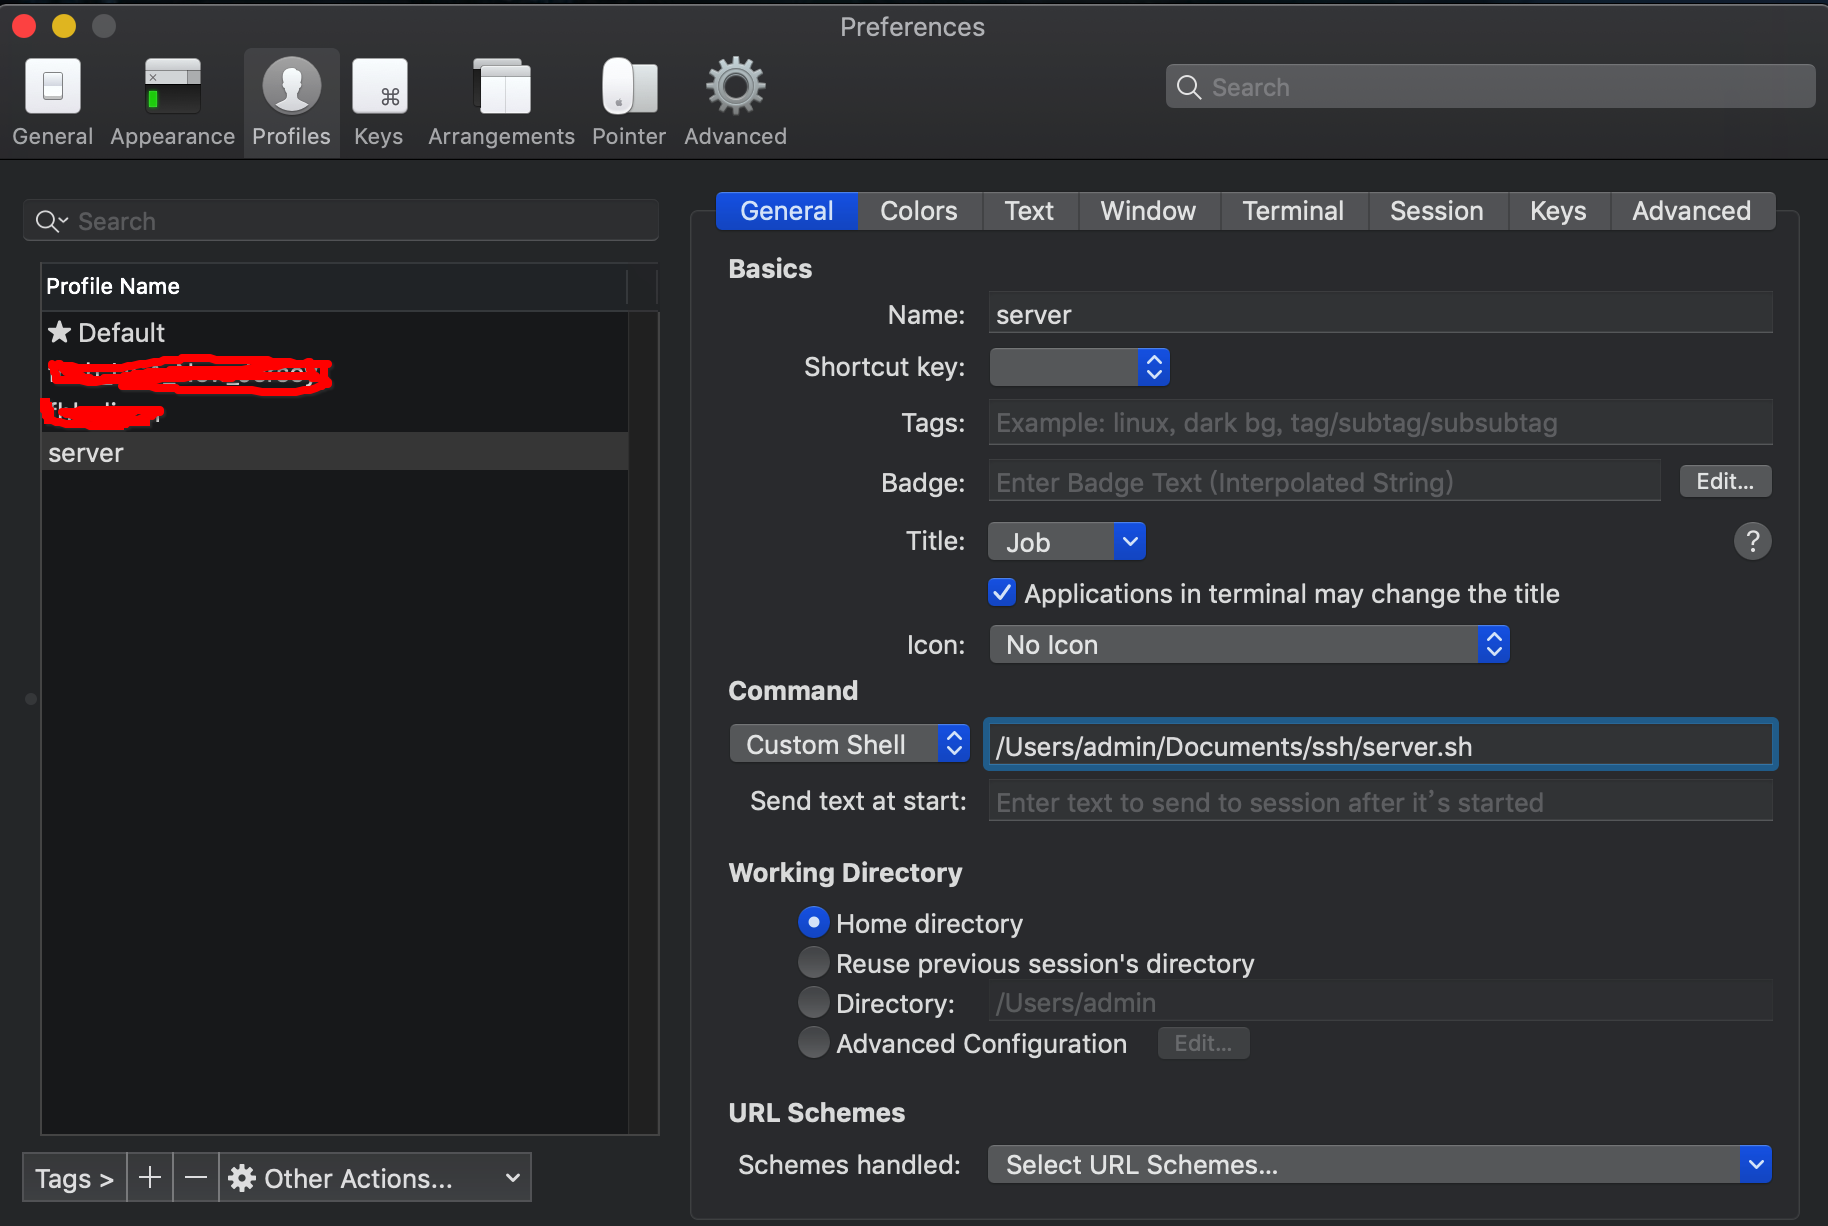 Preferences
General Appearance Profiles Keys Arrangements Pointer Advanced
Search
Search
Profile Name
Default
server
Tags >
Other Actions...
General Colors Text Window Terminal Session Keys Advanced
Basics
Name: server
Shortcut key:
Tags: Example: linux, dark bg, tag/subtag/subsubtag
Badge: Enter Badge Text (Interpolated String) Edit...
Title: Job ?
Applications in terminal may change the title
Icon: No Icon
Command
Custom Shell /Users/admin/Documents/ssh/server.sh
Send text at start: Enter text to send to session after it’s started
Working Directory
Home directory
Reuse previous session's directory
Directory: /Users/admin
Advanced Configuration Edit...
URL Schemes
Schemes handled: Select URL Schemes...